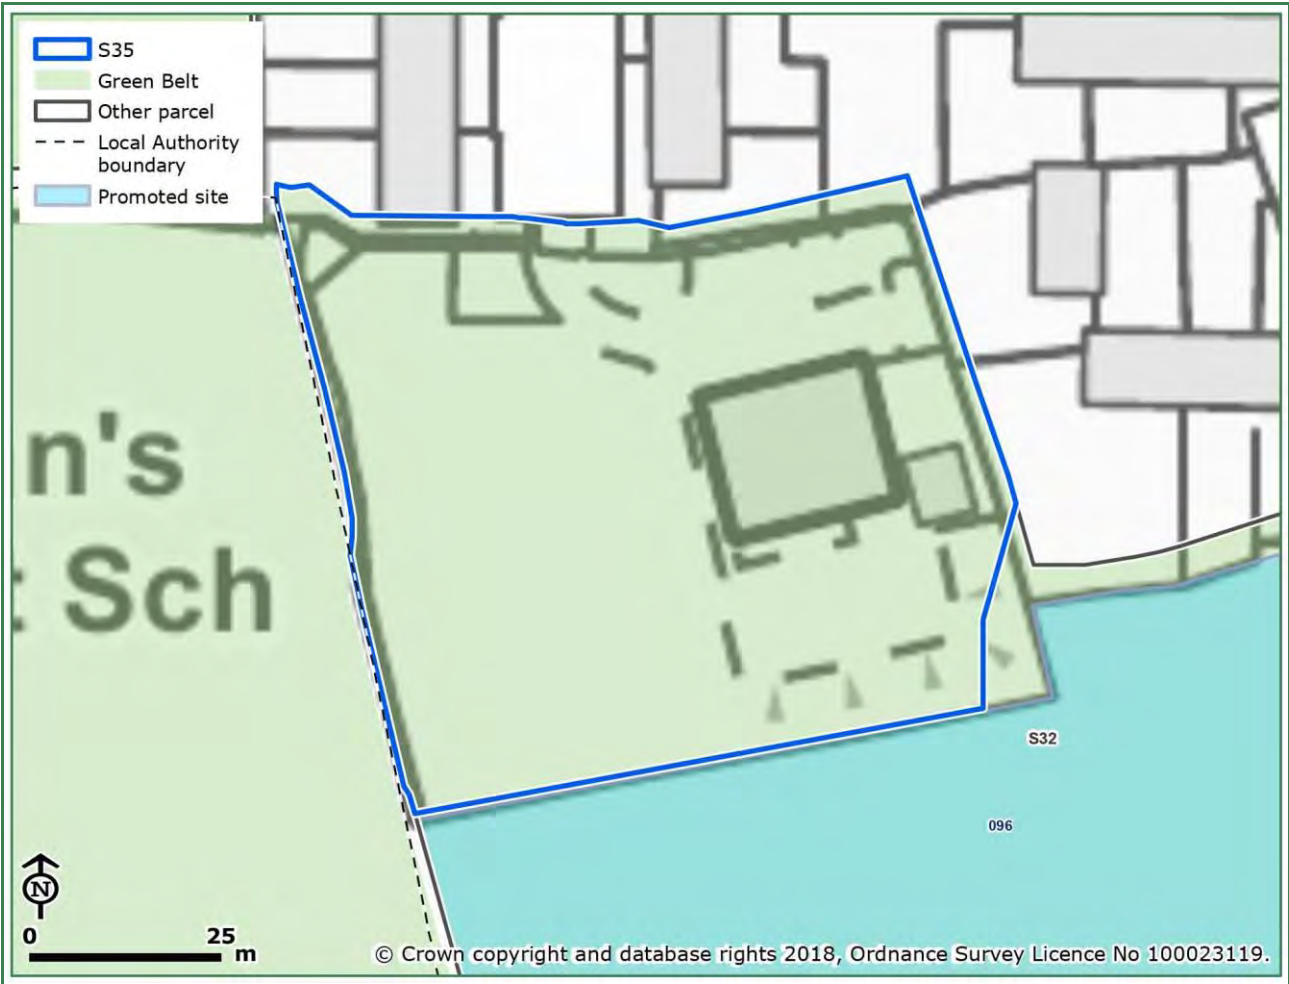 S35
Green Belt
Other parcel
Local Authority
boundary
Promoted site
n's
Sch
S32
096
N
0 25
m
© Crown copyright and database rights 2018, Ordnance Survey Licence No 100023119.